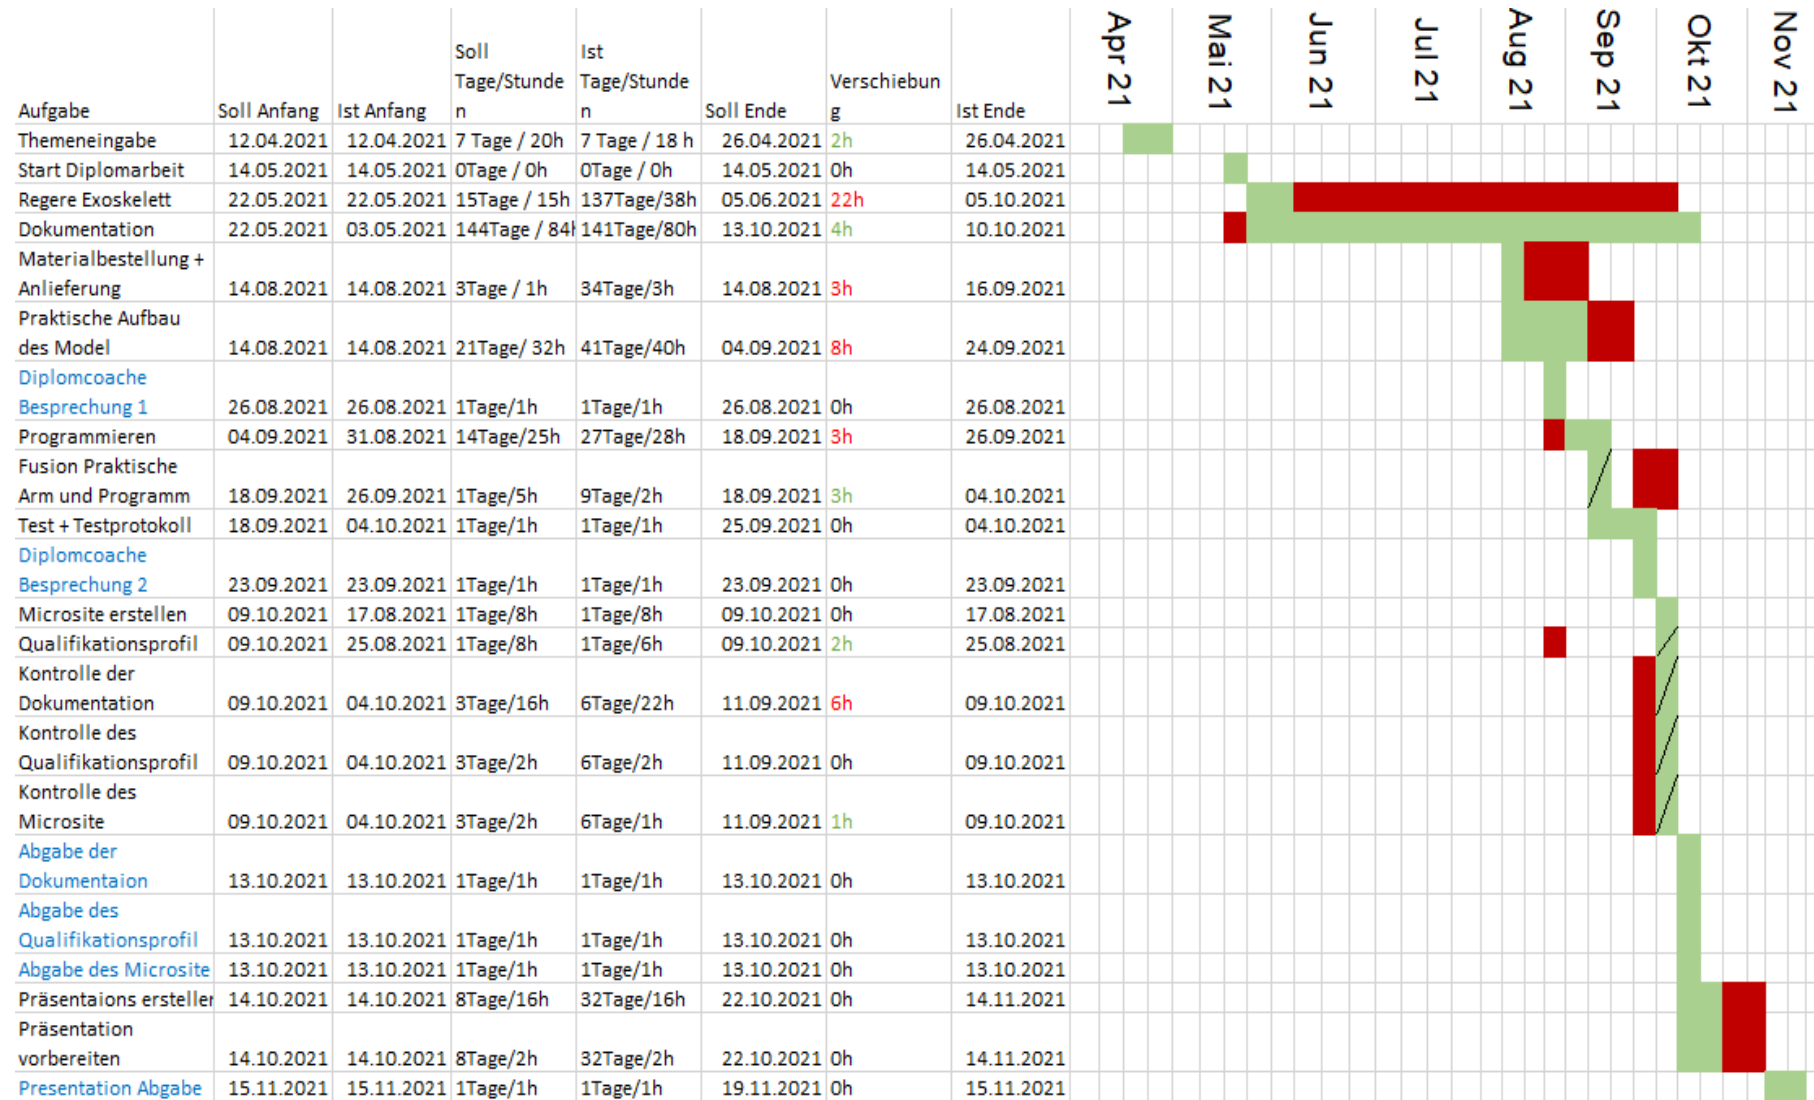 Apr 21 Mai 21 Jun 21 Jul 21 Aug 21 Sep 21 Okt 21 Nov 21
Soll Ist
Tage/Stunde Tage/Stunde Verschiebun
Aufgabe Soll Anfang Ist Anfang n n Soll Ende g Ist Ende
Themeneingabe 12.04.2021 12.04.2021 7 Tage / 20h 7 Tage / 18 h 26.04.2021 2h 26.04.2021
Start Diplomarbeit 14.05.2021 14.05.2021 0Tage / 0h 0Tage / 0h 14.05.2021 0h 14.05.2021
Regere Exoskelett 22.05.2021 22.05.2021 15Tage / 15h 137Tage/38h 05.06.2021 22h 05.10.2021
Dokumentation 22.05.2021 03.05.2021 144Tage / 84h 141Tage/80h 13.10.2021 4h 10.10.2021
Materialbestellung +
Anlieferung 14.08.2021 14.08.2021 3Tage / 1h 34Tage/3h 14.08.2021 3h 16.09.2021
Praktische Aufbau
des Model 14.08.2021 14.08.2021 21Tage/ 32h 41Tage/40h 04.09.2021 8h 24.09.2021
Diplomcoache
Besprechung 1 26.08.2021 26.08.2021 1Tage/1h 1Tage/1h 26.08.2021 0h 26.08.2021
Programmieren 04.09.2021 31.08.2021 14Tage/25h 27Tage/28h 18.09.2021 3h 26.09.2021
Fusion Praktische
Arm und Programm 18.09.2021 26.09.2021 1Tage/5h 9Tage/2h 18.09.2021 3h 04.10.2021
Test + Testprotokoll 18.09.2021 04.10.2021 1Tage/1h 1Tage/1h 25.09.2021 0h 04.10.2021
Diplomcoache
Besprechung 2 23.09.2021 23.09.2021 1Tage/1h 1Tage/1h 23.09.2021 0h 23.09.2021
Microsite erstellen 09.10.2021 17.08.2021 1Tage/8h 1Tage/8h 09.10.2021 0h 17.08.2021
Qualifikationsprofil 09.10.2021 25.08.2021 1Tage/8h 1Tage/6h 09.10.2021 2h 25.08.2021
Kontrolle der
Dokumentation 09.10.2021 04.10.2021 3Tage/16h 6Tage/22h 11.09.2021 6h 09.10.2021
Kontrolle des
Qualifikationsprofil 09.10.2021 04.10.2021 3Tage/2h 6Tage/2h 11.09.2021 0h 09.10.2021
Kontrolle des
Microsite 09.10.2021 04.10.2021 3Tage/2h 6Tage/1h 11.09.2021 1h 09.10.2021
Abgabe der
Dokumentaion 13.10.2021 13.10.2021 1Tage/1h 1Tage/1h 13.10.2021 0h 13.10.2021
Abgabe des
Qualifikationsprofil 13.10.2021 13.10.2021 1Tage/1h 1Tage/1h 13.10.2021 0h 13.10.2021
Abgabe des Microsite 13.10.2021 13.10.2021 1Tage/1h 1Tage/1h 13.10.2021 0h 13.10.2021
Präsentaions ersteller 14.10.2021 14.10.2021 8Tage/16h 32Tage/16h 22.10.2021 0h 14.11.2021
Präsentation
vorbereiten 14.10.2021 14.10.2021 8Tage/2h 32Tage/2h 22.10.2021 0h 14.11.2021
Presentation Abgabe 15.11.2021 15.11.2021 1Tage/1h 1Tage/1h 19.11.2021 0h 15.11.2021